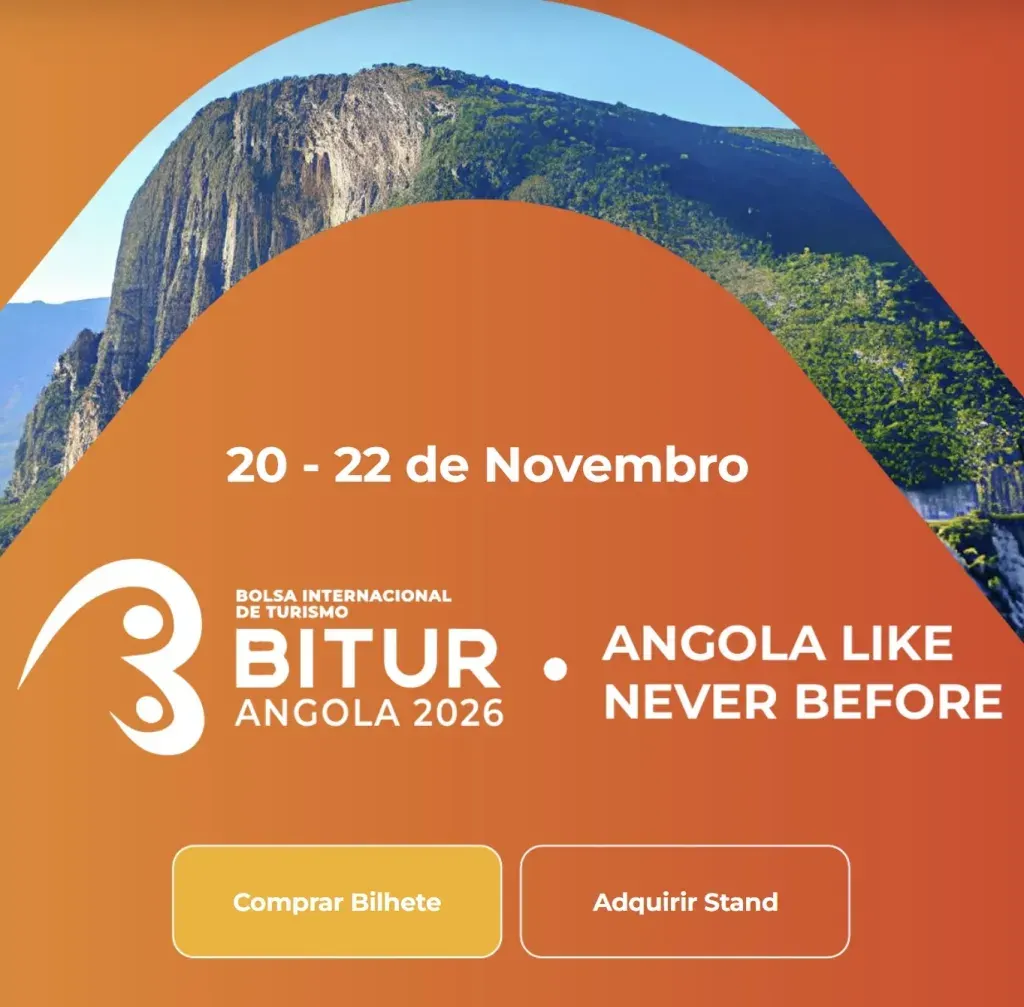 20 - 22 de Novembro
BOLSA INTERNACIONAL
DE TURISMO
BITUR
ANGOLA 2026
•
ANGOLA LIKE
NEVER BEFORE
Comprar Bilhete
Adquirir Stand